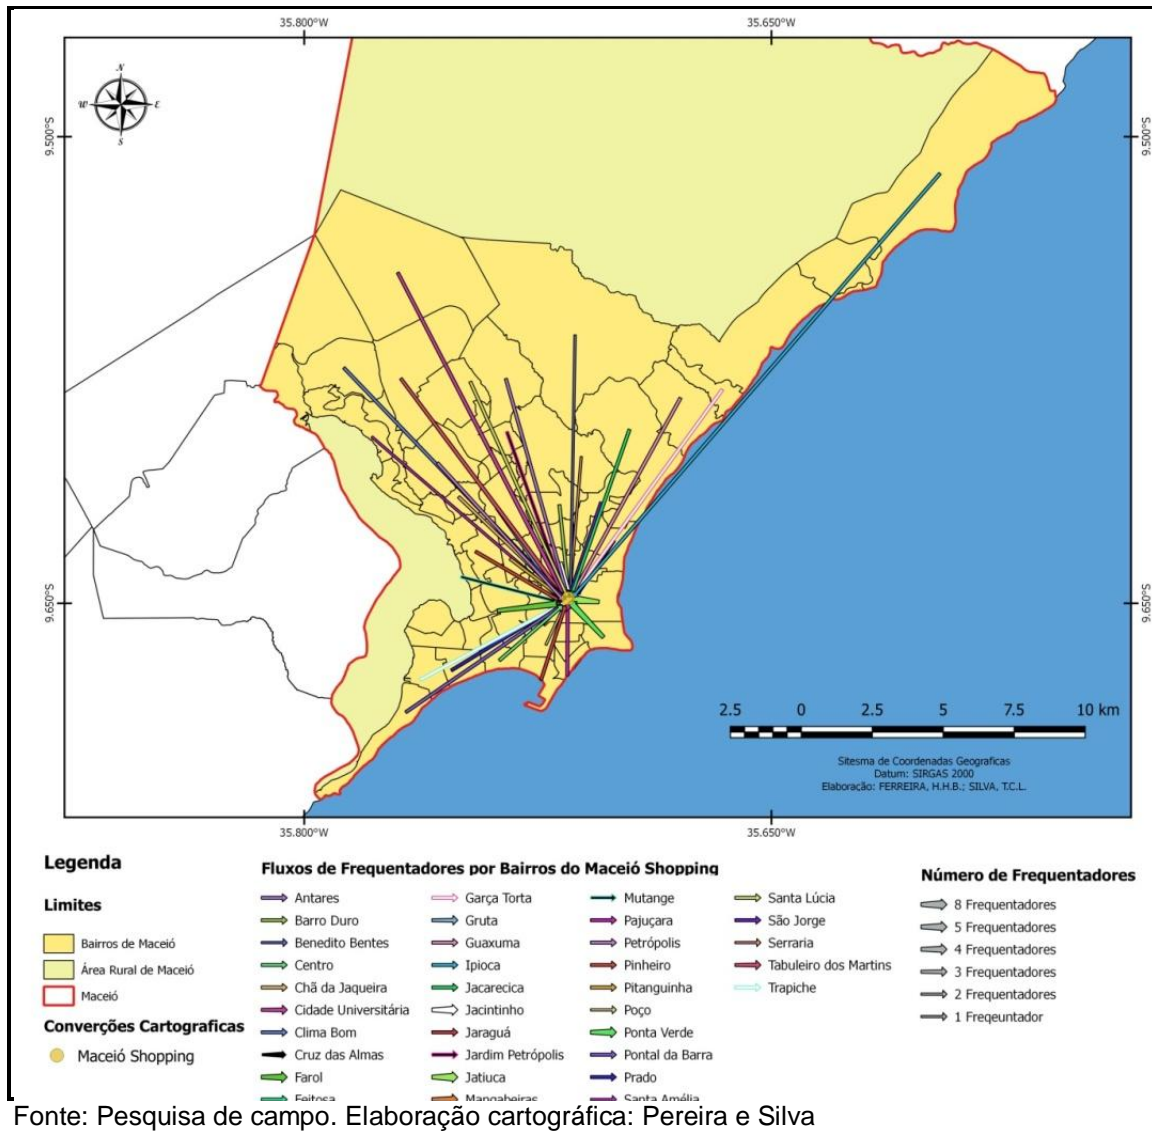 35.800°W
35.650°W
N
W
E
S
9.500°S
9.500°S
9.650°S
9.650°S
2.5 0 2.5 5 7.5 10 km
Sitesma de Coordenadas Geograficas
Datum: SIRGAS 2000
Elaboração: FERREIRA, H.H.B.; SILVA, T.C.L.
35.800°W
35.650°W
Legenda
Limites
Bairros de Maceió
Área Rural de Maceió
Maceió
Converções Cartograficas
Maceió Shopping
Fluxos de Frequentadores por Bairros do Maceió Shopping
Antares
Barro Duro
Benedito Bentes
Centro
Chã da Jaqueira
Cidade Universitária
Clima Bom
Cruz das Almas
Farol
Feitosa
Garça Torta
Gruta
Guaxuma
Ipioca
Jacarecica
Jacintinho
Jaraguá
Jardim Petrópolis
Jatiuca
Mangabeiras
Mutange
Pajuçara
Petrópolis
Pinheiro
Pitanguinha
Poço
Ponta Verde
Pontal da Barra
Prado
Santa Amélia
Santa Lúcia
São Jorge
Serraria
Tabuleiro dos Martins
Trapiche
Número de Frequentadores
8 Frequentadores
5 Frequentadores
4 Frequentadores
3 Frequentadores
2 Frequentadores
1 Freqeuntador
Fonte: Pesquisa de campo. Elaboração cartográfica: Pereira e Silva